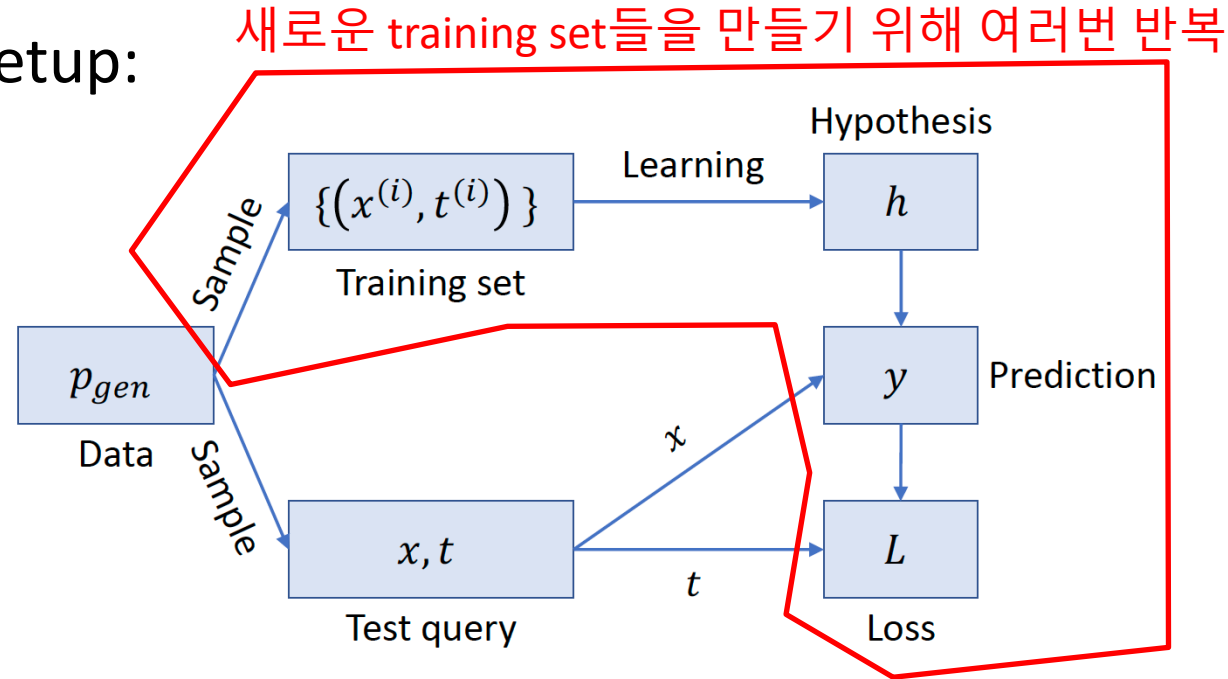 새로운 training set들을 만들기 위해 여러번 반복
etup:
Hypothesis
Learning
{(x^(i), t^(i)) }
h
Sample
Training set
p_gen
y
Prediction
Data
Sample
x
x, t
L
t
Test query
Loss